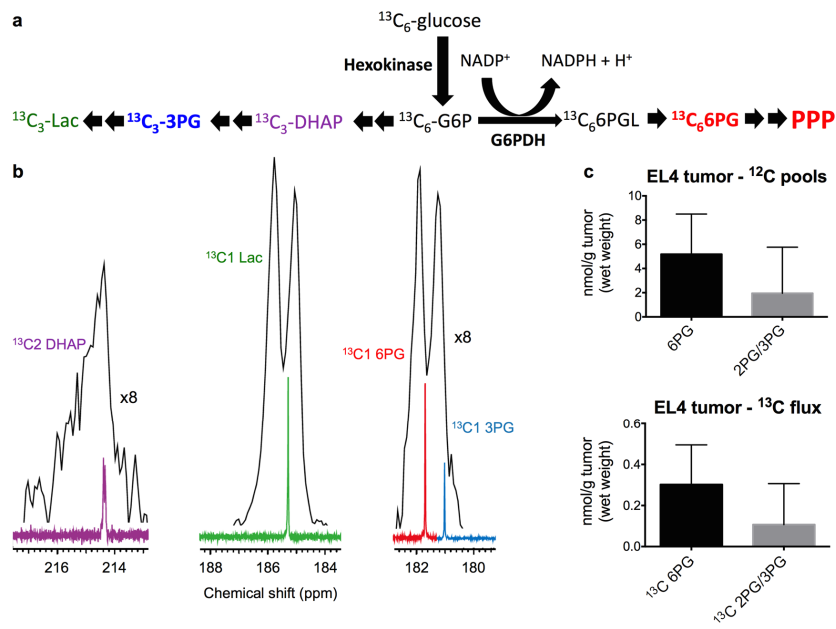 a
¹³C₆-glucose
Hexokinase
NADP⁺
NADPH + H⁺
¹³C₃-Lac
¹³C₃-3PG
¹³C₃-DHAP
¹³C₆-G6P
G6PDH
¹³C₆6PGL
¹³C₆6PG
PPP
b
¹³C2 DHAP
x8
¹³C1 Lac
¹³C1 6PG
x8
¹³C1 3PG
216
214
188
186
184
182
180
Chemical shift (ppm)
c
EL4 tumor - ¹²C pools
nmol/g tumor
(wet weight)
10
8
6
4
2
0
6PG
2PG/3PG
EL4 tumor - ¹³C flux
nmol/g tumor
(wet weight)
0.6
0.4
0.2
0.0
¹³C 6PG
¹³C 2PG/3PG